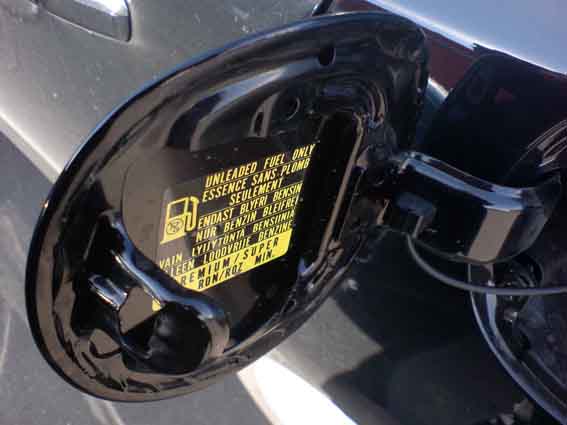 UNLEADED FUEL ONLY
ESSENCE SANS-PLOMB
SEULEMENT
ENDAST BLYFRI BENSIN
NUR BENZIN BLEIFREI
VAIN LYIJYTÖNTÄ BENSIINIÄ
LOODVRIJE BENZINE
PREMIUM/SUPER
RON/ROZ MIN.